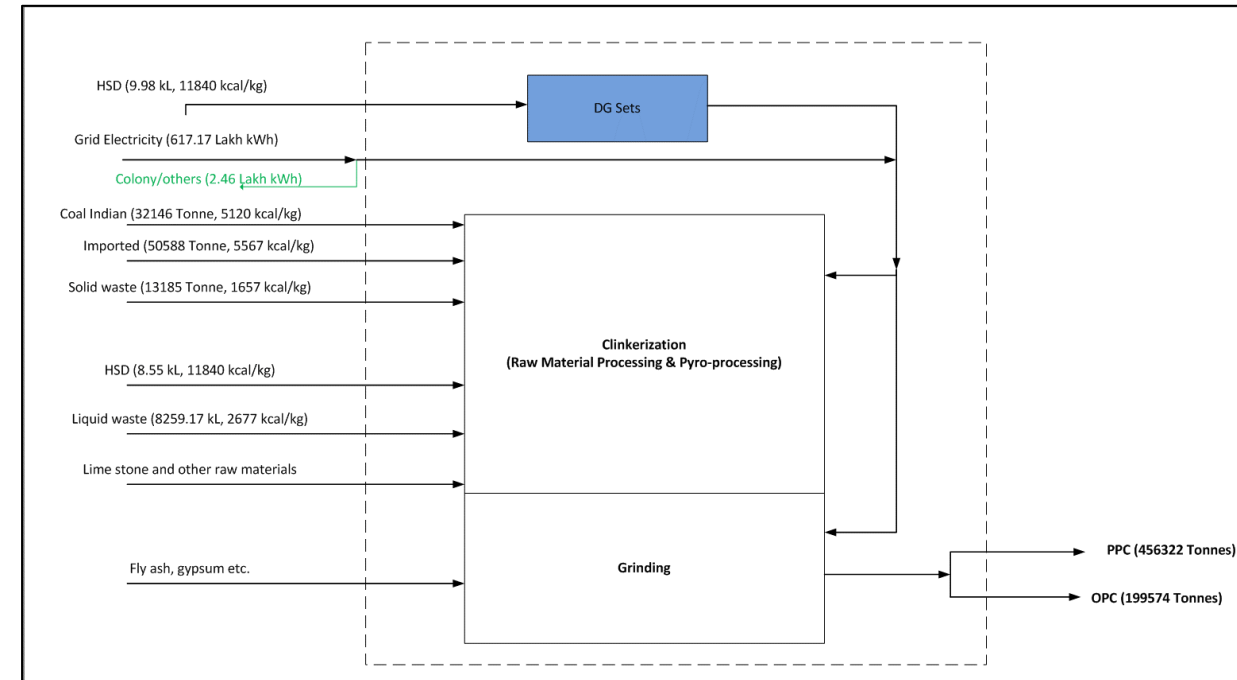 HSD (9.98 kL, 11840 kcal/kg)
DG Sets
Grid Electricity (617.17 Lakh kWh)
Colony/others (2.46 Lakh kWh)
Coal Indian (32146 Tonne, 5120 kcal/kg)
Imported (50588 Tonne, 5567 kcal/kg)
Solid waste (13185 Tonne, 1657 kcal/kg)
Clinkerization
(Raw Material Processing & Pyro-processing)
HSD (8.55 kL, 11840 kcal/kg)
Liquid waste (8259.17 kL, 2677 kcal/kg)
Lime stone and other raw materials
Fly ash, gypsum etc.
Grinding
PPC (456322 Tonnes)
OPC (199574 Tonnes)